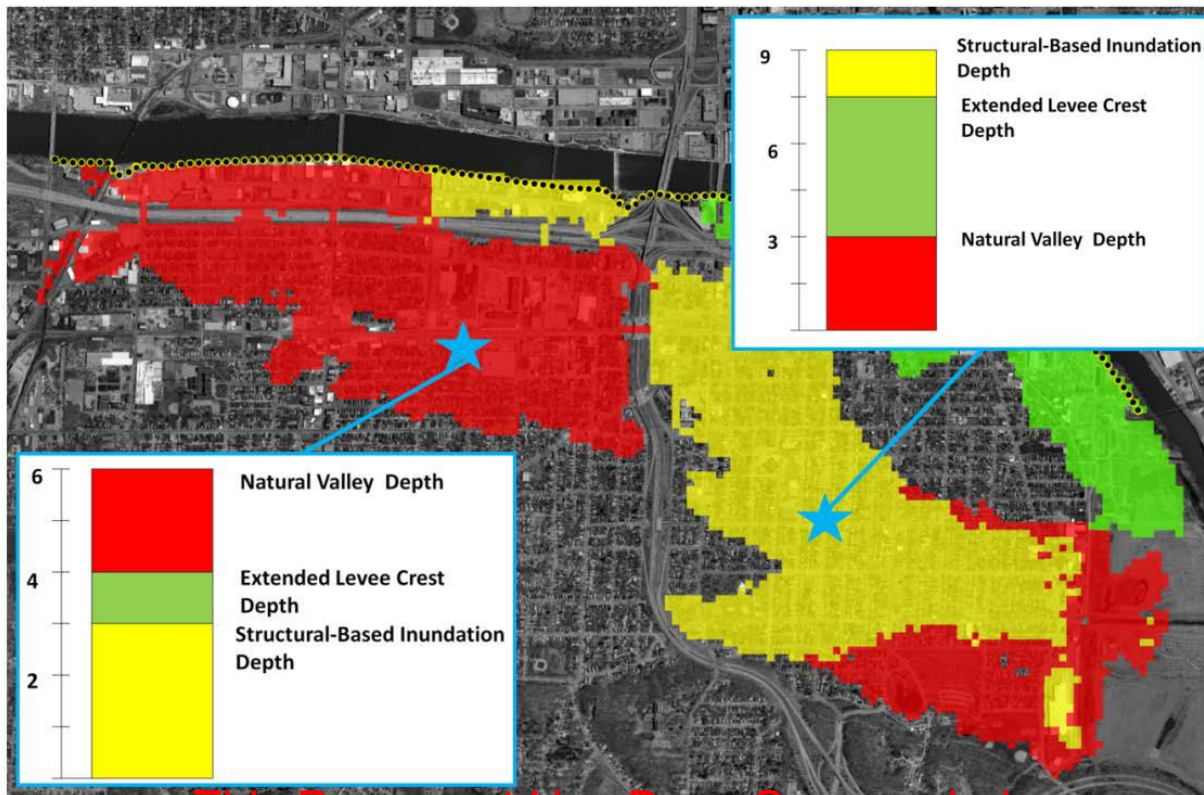 9
Structural-Based Inundation
Depth
Extended Levee Crest
Depth
6
3
Natural Valley Depth
6
Natural Valley Depth
4
Extended Levee Crest
Depth
Structural-Based Inundation
Depth
2